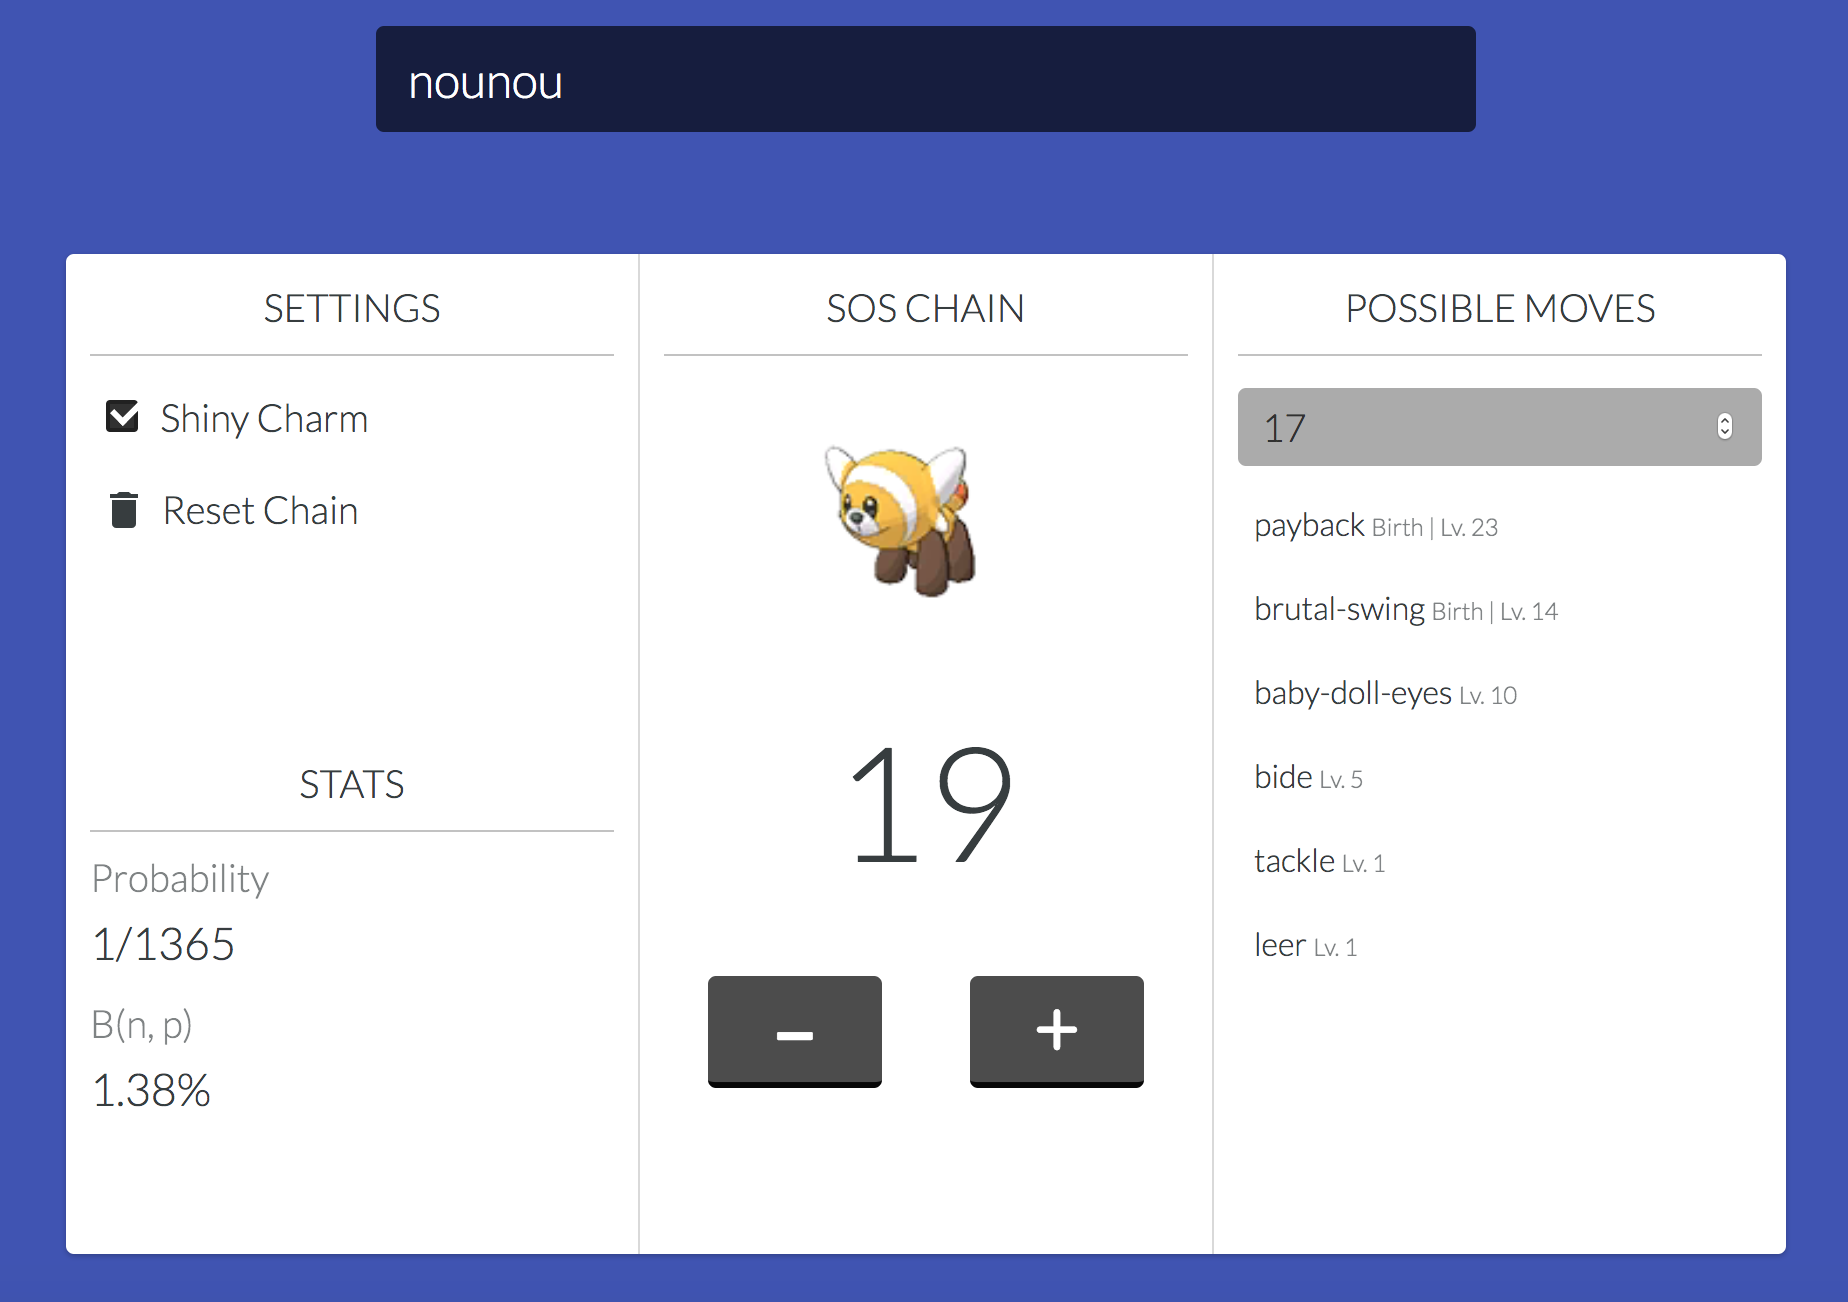 nounou
SETTINGS
Shiny Charm
Reset Chain
STATS
Probability
1/1365
B(n, p)
1.38%
SOS CHAIN
19
POSSIBLE MOVES
17
payback Birth | Lv. 23
brutal-swing Birth | Lv. 14
baby-doll-eyes Lv. 10
bide Lv. 5
tackle Lv. 1
leer Lv. 1